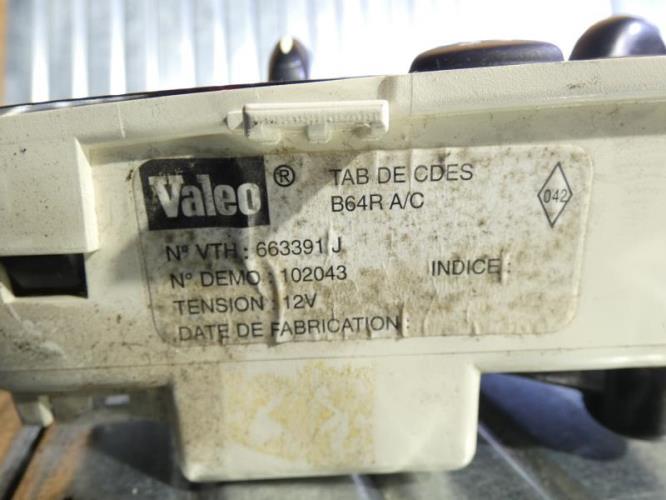 Valeo® TAB DE CDES
B64R A/C
042
N° VTH : 663391 J
N° DEMO : 102043 INDICE :
TENSION : 12V
DATE DE FABRICATION :